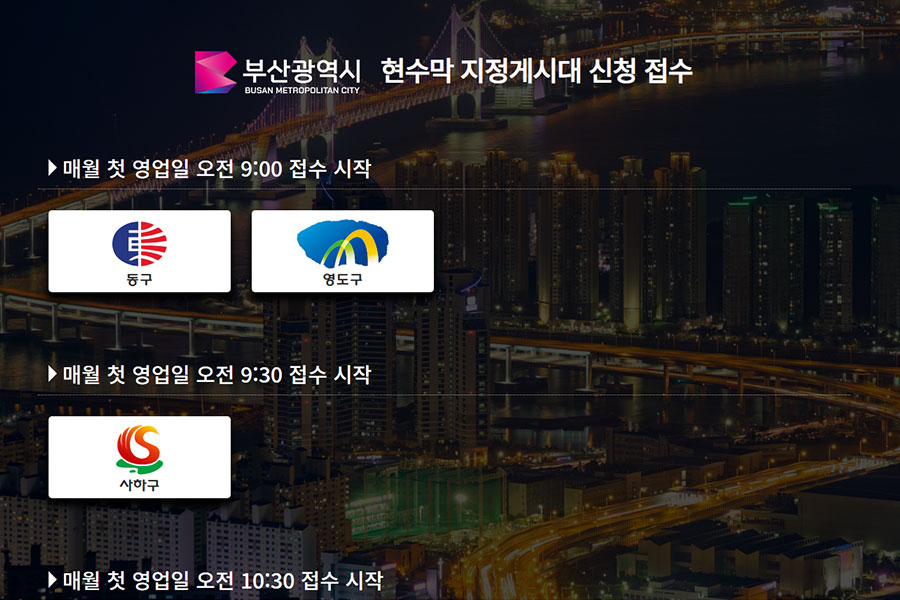 부산광역시 현수막 지정게시대 신청 접수
BUSAN METROPOLITAN CITY
매월 첫 영업일 오전 9:00 접수 시작
동구 영도구
매월 첫 영업일 오전 9:30 접수 시작
사하구
매월 첫 영업일 오전 10:30 접수 시작